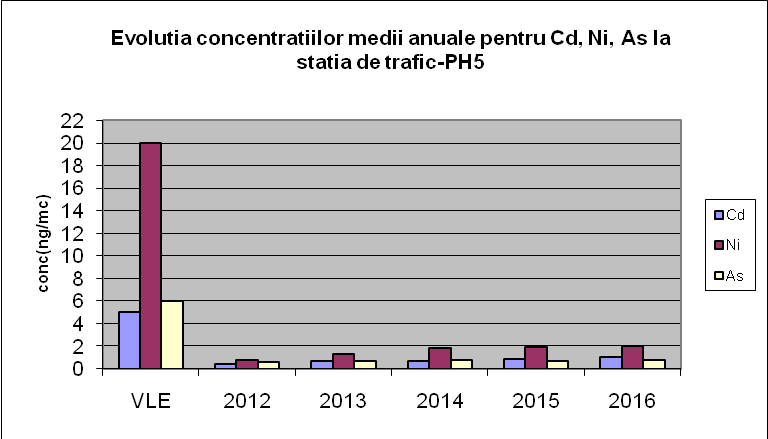 Evolutia concentratiilor medii anuale pentru Cd, Ni, As la
statia de trafic-PH5
conc(ng/mc)
22
20
18
16
14
12
10
8
6
4
2
0
VLE 2012 2013 2014 2015 2016
Cd
Ni
As